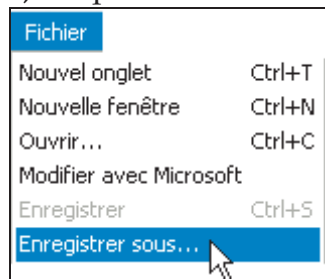 Fichier
Nouvel onglet Ctrl+T
Nouvelle fenêtre Ctrl+N
Ouvrir... Ctrl+C
Modifier avec Microsoft
Enregistrer Ctrl+S
Enregistrer sous...